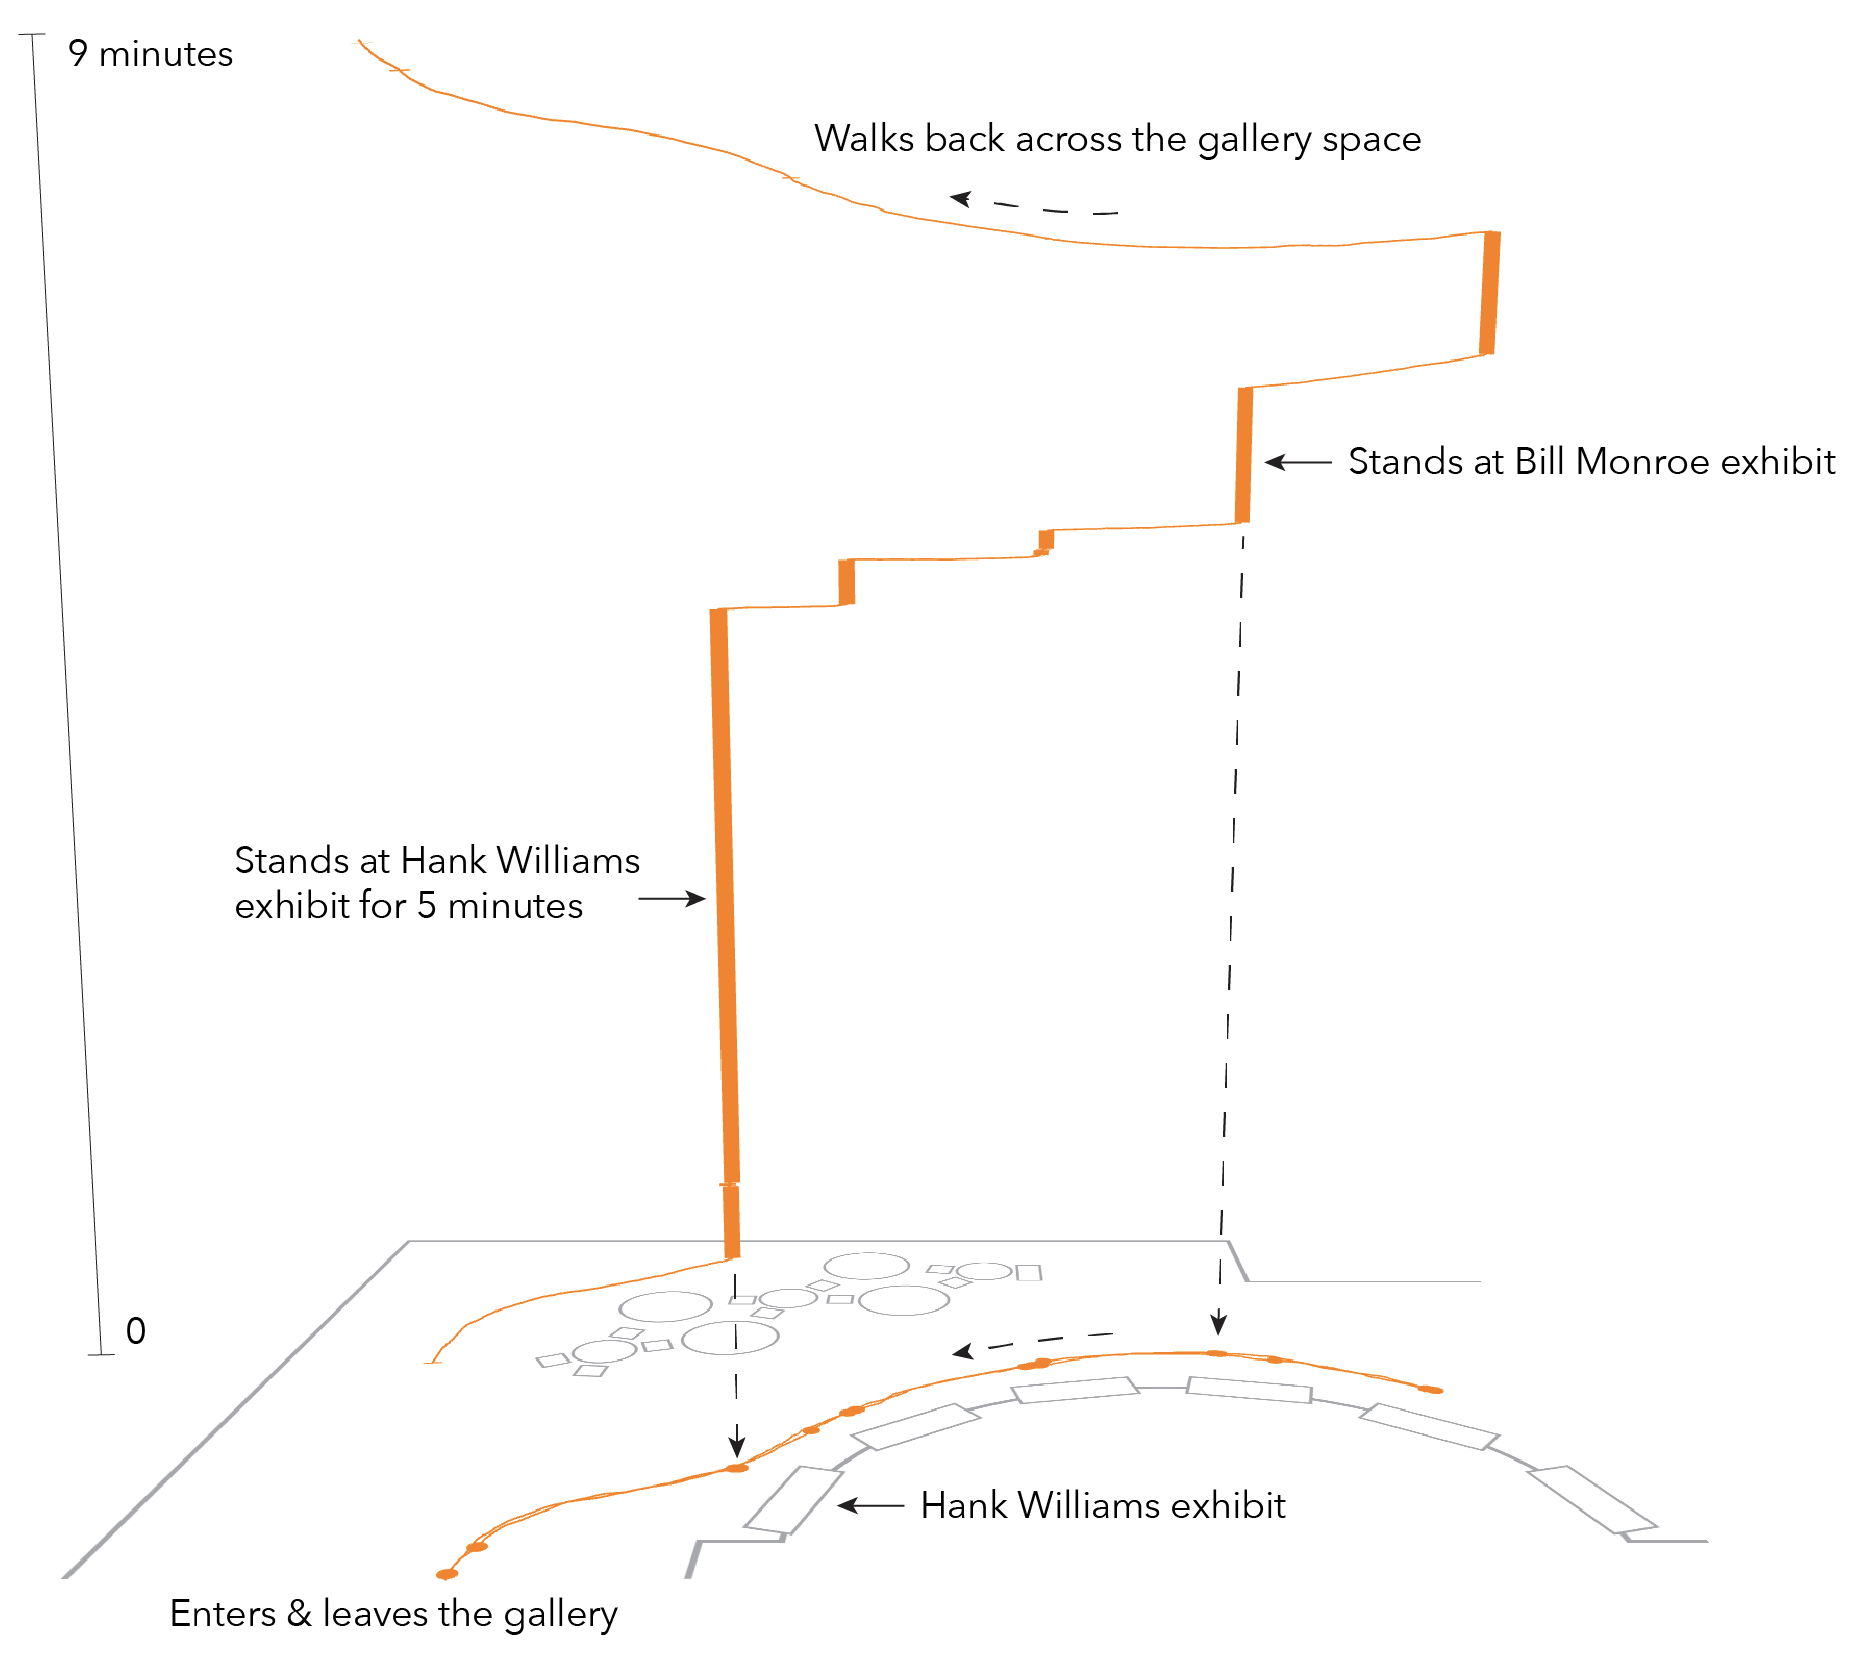 9 minutes
Walks back across the gallery space
Stands at Bill Monroe exhibit
Stands at Hank Williams
exhibit for 5 minutes
0
Hank Williams exhibit
Enters & leaves the gallery